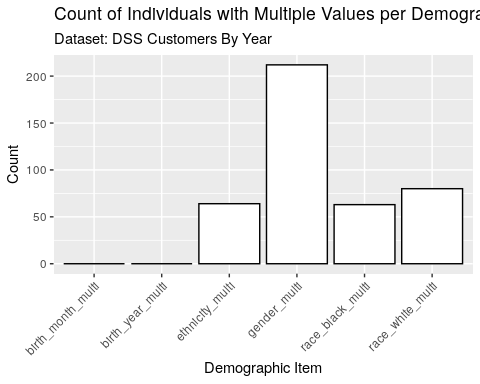 Count of Individuals with Multiple Values per Demogra
Dataset: DSS Customers By Year
200
150
100
50
0
Count
birth_month_multi
birth_year_multi
ethnicity_multi
gender_multi
race_black_multi
race_white_multi
Demographic Item